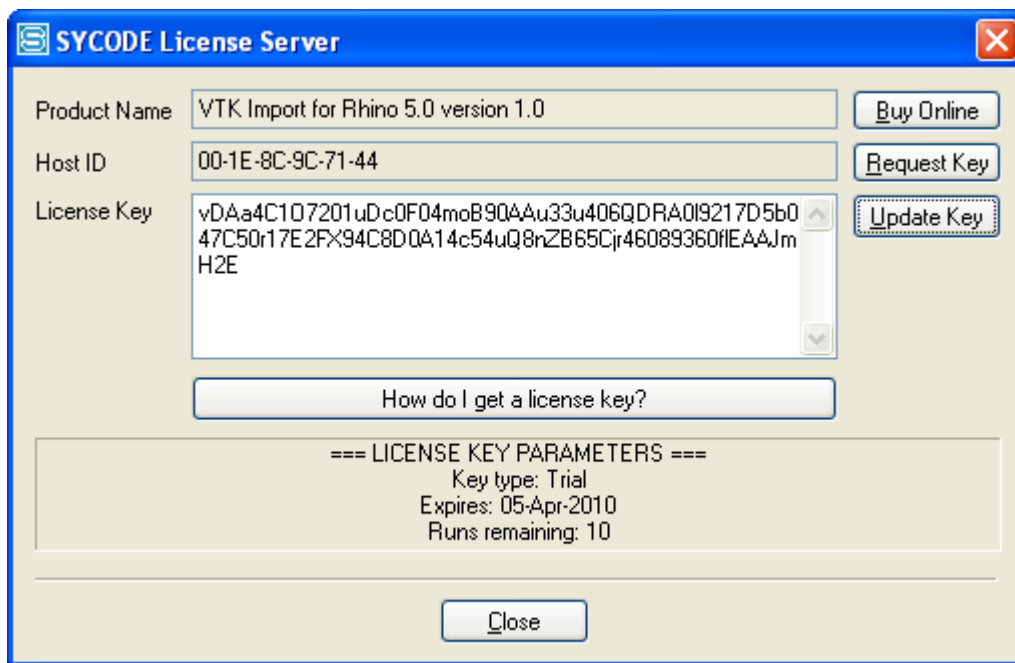 SYCODE License Server
Product Name VTK Import for Rhino 5.0 version 1.0 Buy Online
Host ID 00-1E-8C-9C-71-44 Request Key
License Key vDAa4C1O7201uDc0F04moB90AAu33u406QDRA0I9217D5b0 Update Key
47C50r17E2FX94C8D0A14c54uQ8nZB65Cjr46089360fIEAAJm
H2E
How do I get a license key?
=== LICENSE KEY PARAMETERS ===
Key type: Trial
Expires: 05-Apr-2010
Runs remaining: 10
Close